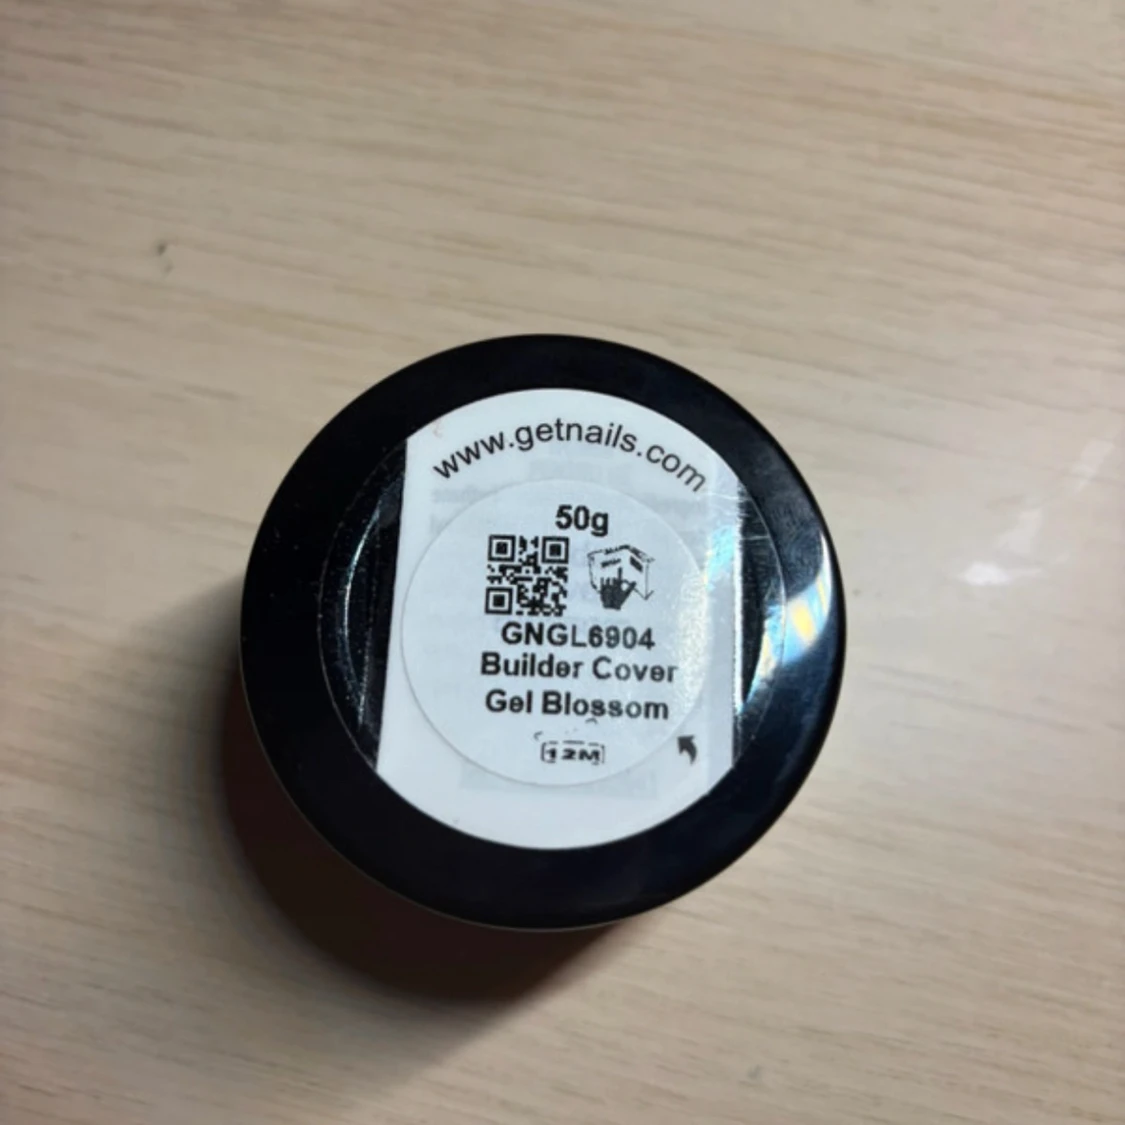 www.getnails.com
50g
GNGL6904
Builder Cover
Gel Blossom
12M